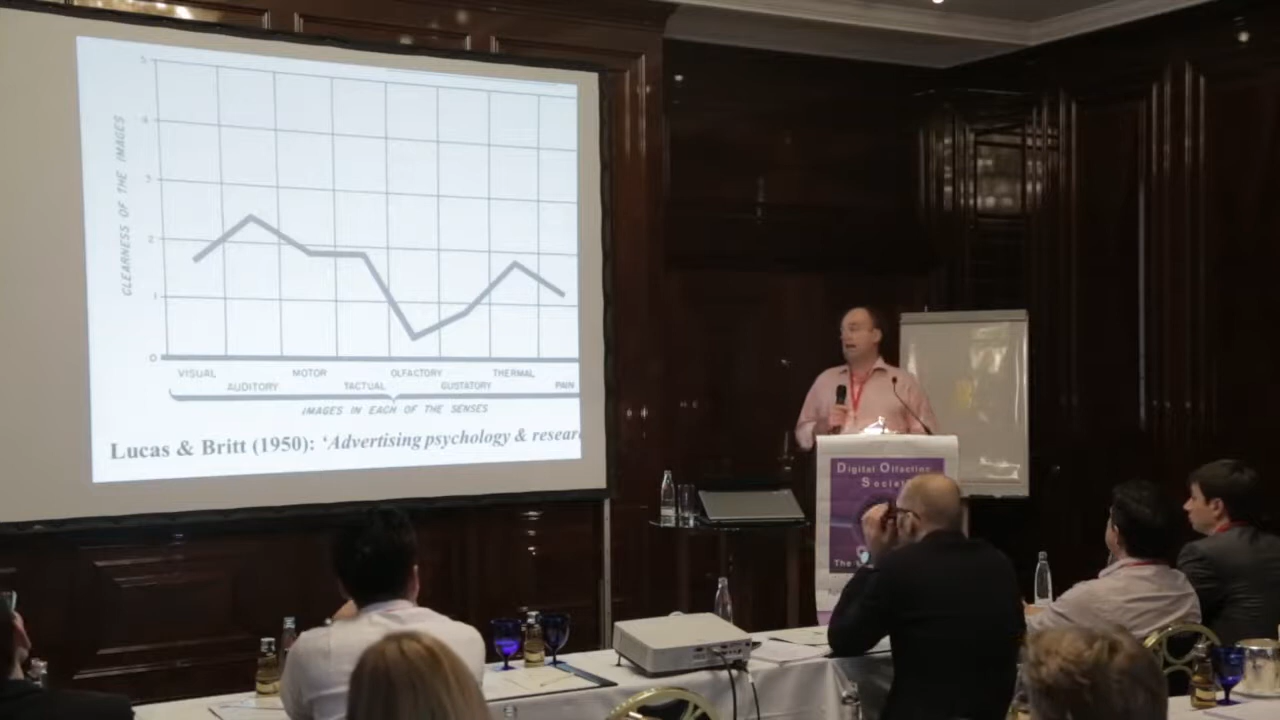 5
4
3
2
1
0
CLEARNESS OF THE IMAGES
VISUAL
AUDITORY
MOTOR
TACTUAL
OLFACTORY
GUSTATORY
THERMAL
PAIN
IMAGES IN EACH OF THE SENSES
Lucas & Britt (1950): ‘Advertising psychology & resear
Digital Olfaction
Societ
The